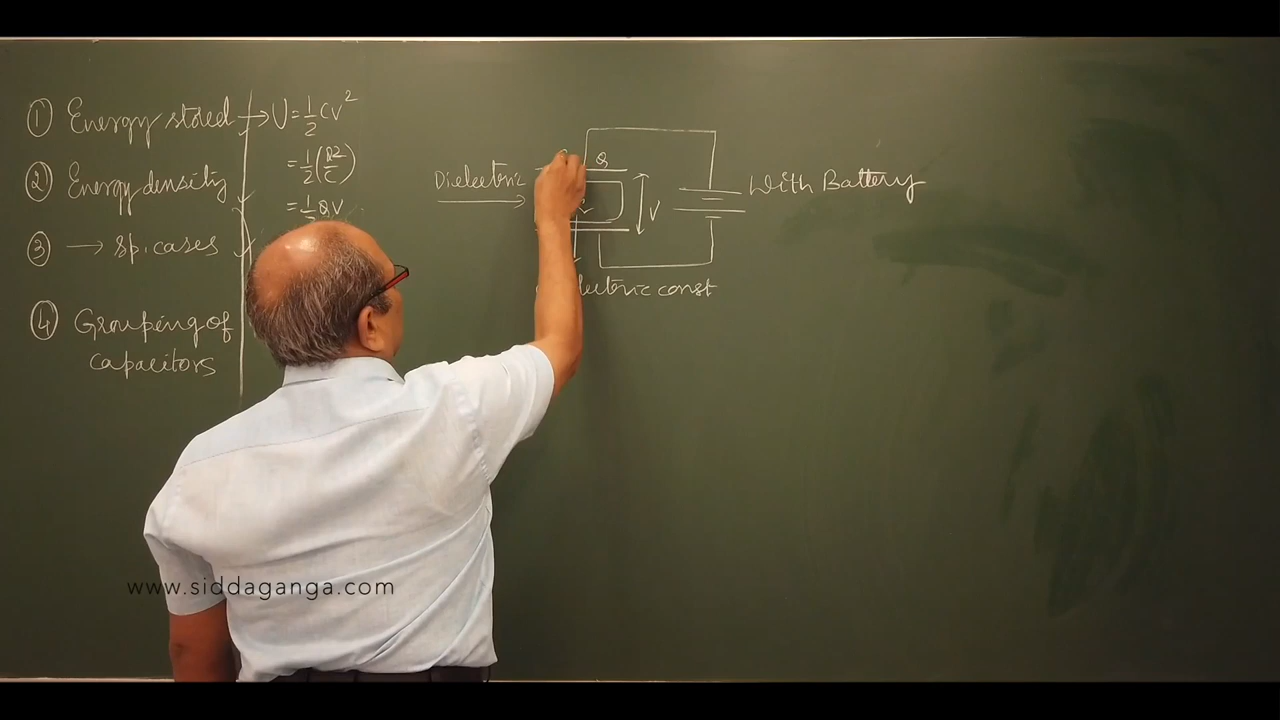 ① Energy stored → U = 1/2 CV²
= 1/2 (Q²/C)
= 1/2 QV
② Energy density
③ → sp. cases
④ Grouping of
capacitors
Dielectric
Q
V
With Battery
const
www.siddaganga.com